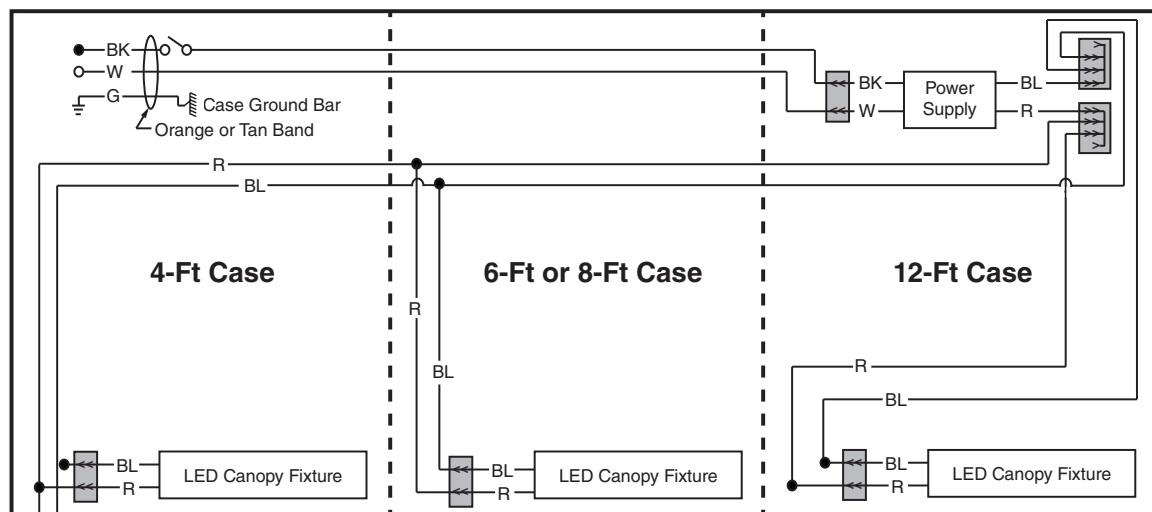 BK
W
G
Case Ground Bar
Orange or Tan Band
BK
W
Power
Supply
BL
R
R
BL
4-Ft Case
6-Ft or 8-Ft Case
12-Ft Case
R
BL
R
BL
BL
R
LED Canopy Fixture
BL
R
LED Canopy Fixture
BL
R
LED Canopy Fixture